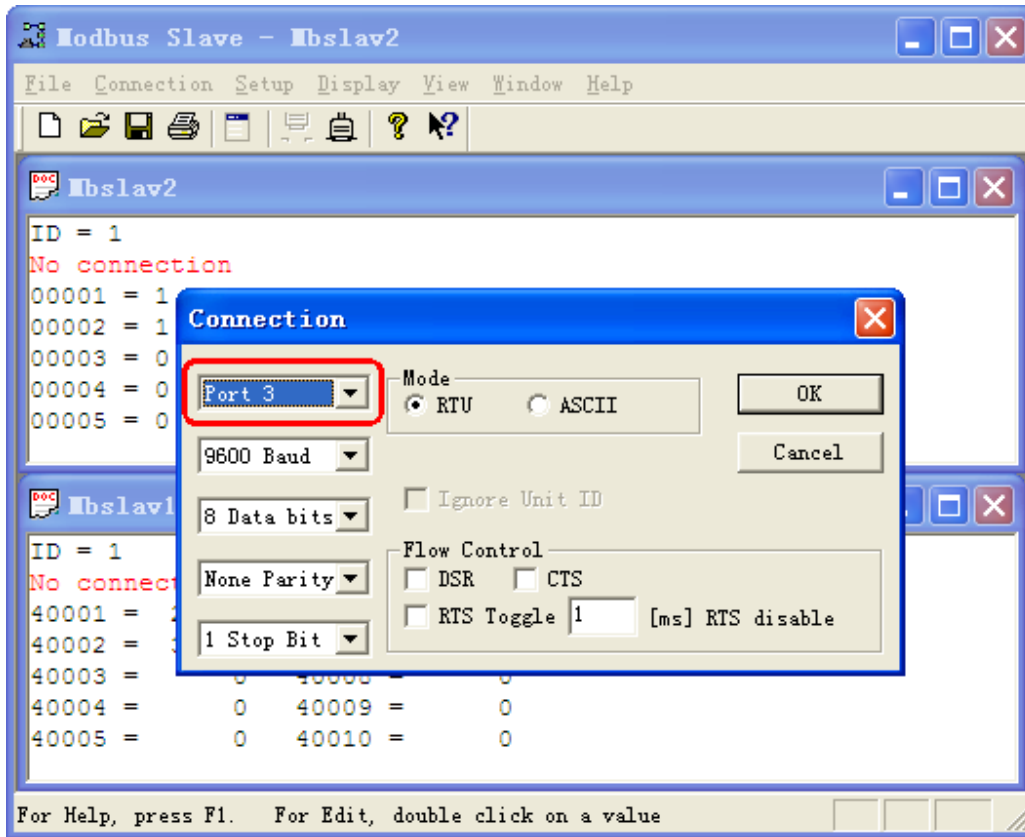 Modbus Slave - Mbslav2
File Connection Setup Display View Window Help
Mbslav2
ID = 1
No connection
00001 = 1
00002 = 1
00003 = 0
00004 = 0
00005 = 0
Connection
Port 3
9600 Baud
8 Data bits
None Parity
1 Stop Bit
Mode
RTU ASCII
OK
Cancel
Ignore Unit ID
Flow Control
DSR CTS
RTS Toggle 1 [ms] RTS disable
Mbslav1
ID = 1
No connect
40001 =
40002 =
40003 = 0 40008 = 0
40004 = 0 40009 = 0
40005 = 0 40010 = 0
For Help, press F1. For Edit, double click on a value